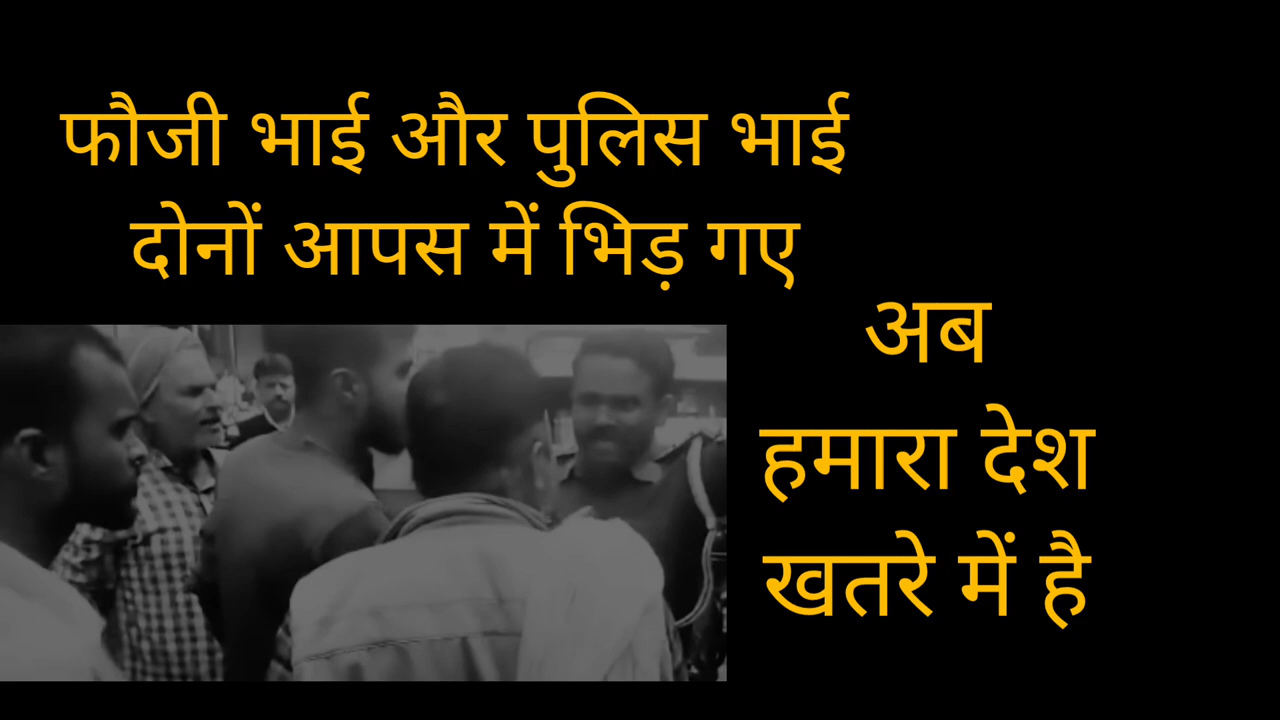 फौजी भाई और पुलिस भाई
दोनों आपस में भिड़ गए
अब
हमारा देश
खतरे में है